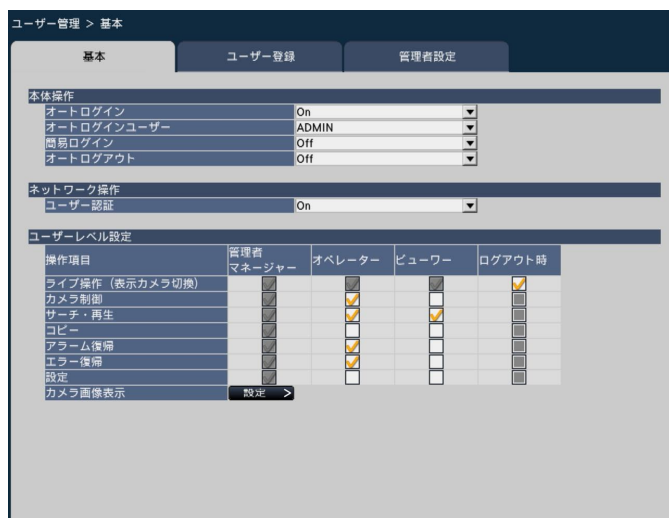 ユーザー管理 > 基本
基本 ユーザー登録 管理者設定
本体操作
オートログイン On
オートログインユーザー ADMIN
簡易ログイン Off
オートログアウト Off
ネットワーク操作
ユーザー認証 On
ユーザーレベル設定
操作項目 管理者 マネージャー オペレーター ビューワー ログアウト時
ライブ操作（表示カメラ切換）
カメラ制御
サーチ・再生
コピー
アラーム復帰
エラー復帰
設定
カメラ画像表示 設定 >